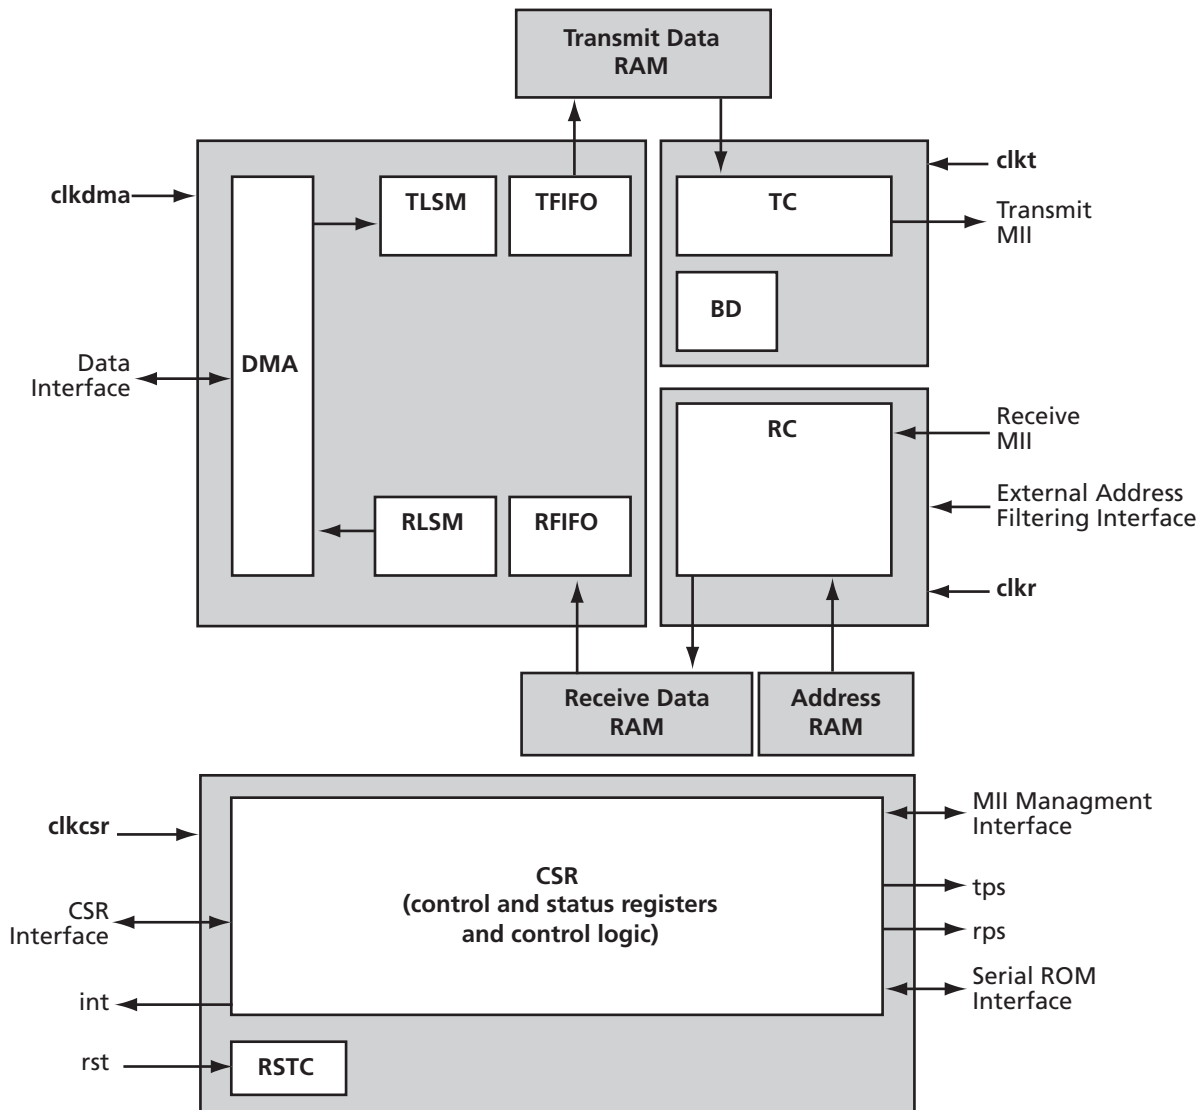 Transmit Data
RAM
clkdma
TLSM
TFIFO
TC
clkt
Transmit
MII
BD
Data
Interface
DMA
RC
Receive
MII
External Address
Filtering Interface
RLSM
RFIFO
clkr
Receive Data
RAM
Address
RAM
clkcsr
MII Managment
Interface
CSR
(control and status registers
and control logic)
tps
CSR
Interface
rps
int
Serial ROM
Interface
rst
RSTC